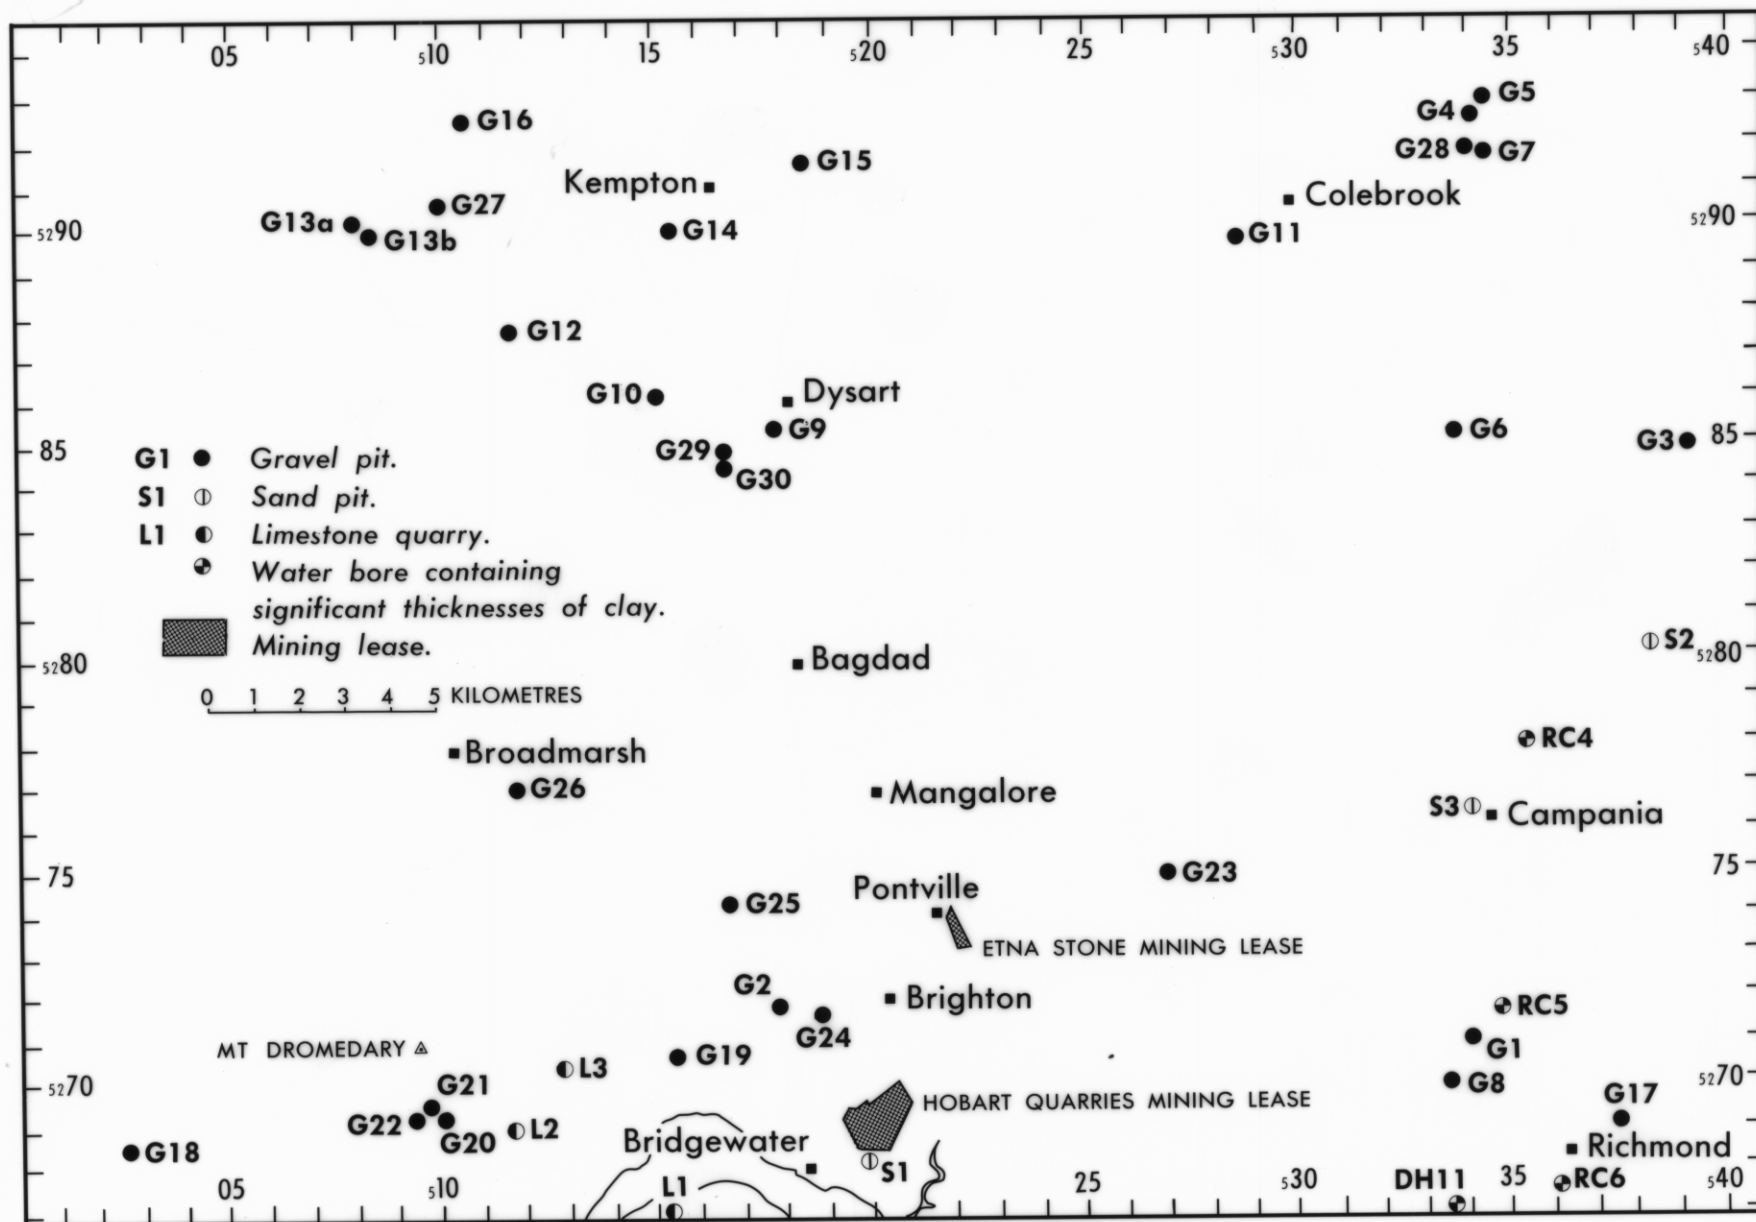 05 510 15 520 25 530 35 540
G5
G4
G16
G28 G7
G15
Kempton
Colebrook
G27
G13a
5290
G13b
G14
G11
5290
G12
Dysart
G10
G9
G6
G3 85
G29
85
G30
G1 Gravel pit.
S1 Sand pit.
L1 Limestone quarry.
Water bore containing
significant thicknesses of clay.
Mining lease.
S2 5280
5280
Bagdad
0 1 2 3 4 5 KILOMETRES
RC4
Broadmarsh
G26
Mangalore
S3
Campania
75
75
G23
Pontville
G25
ETNA STONE MINING LEASE
G2
Brighton
RC5
G24
G1
MT DROMEDARY
G19
L3
G8
5270
5270
G21
G17
HOBART QUARRIES MINING LEASE
G22
L2
G20
Bridgewater
Richmond
G18
S1
L1
DH11
RC6
05 510 25 530 35 540